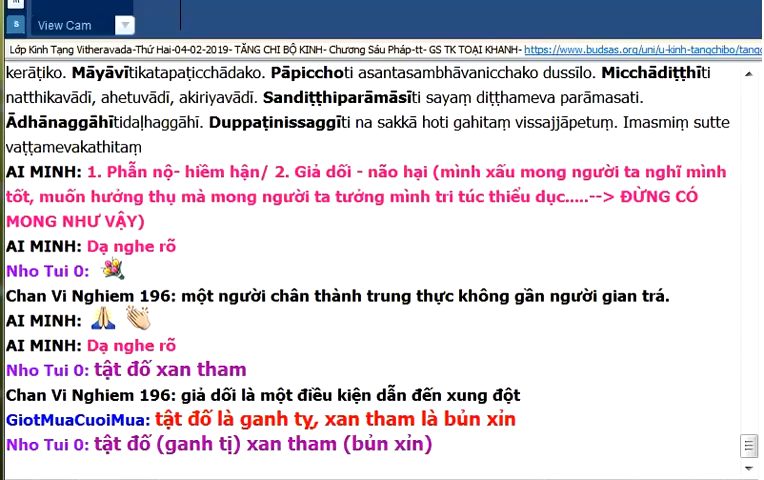 View Cam
Lớp Kinh Tạng Vitheravada-Thứ Hai-04-02-2019- TĂNG CHI BỘ KINH- Chương Sáu Pháp-tt- GS TK TOẠI KHANH- https://www.budsas.org/uni/u-kinh-tangchibo/tangc
kerāṭiko. Māyāvītikatapaṭicchādako. Pāpicchoti asantasambhāvanicchako dussīlo. Micchādiṭṭhīti
natthikavādī, ahetuvādī, akiriyavādī. Sandiṭṭhiparāmāsīti sayaṃ diṭṭhameva parāmasati.
Ādhānaggāhītidaḷhaggāhī. Duppaṭinissaggīti na sakkā hoti gahitaṃ vissajjāpetuṃ. Imasmiṃ sutte
vaṭṭamevakathitaṃ
AI MINH: 1. Phẫn nộ- hiềm hận/ 2. Giả dối - não hại (mình xấu mong người ta nghĩ mình
tốt, muốn hưởng thụ mà mong người ta tưởng mình tri túc thiểu dục.....--> ĐỪNG CÓ
MONG NHƯ VẬY)
AI MINH: Dạ nghe rõ
Nho Tui 0:
Chan Vi Nghiem 196: một người chân thành trung thực không gần người gian trá.
AI MINH:
AI MINH: Dạ nghe rõ
Nho Tui 0: tật đố xan tham
Chan Vi Nghiem 196: giả dối là một điều kiện dẫn đến xung đột
GiotMuaCuoiMua: tật đố là ganh tỵ, xan tham là bủn xỉn
Nho Tui 0: tật đố (ganh tị) xan tham (bủn xỉn)